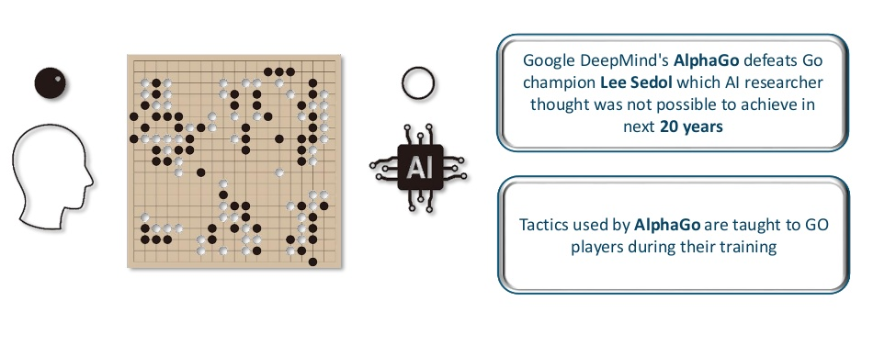 AI
Google DeepMind's AlphaGo defeats Go
champion Lee Sedol which AI researcher
thought was not possible to achieve in
next 20 years
Tactics used by AlphaGo are taught to GO
players during their training